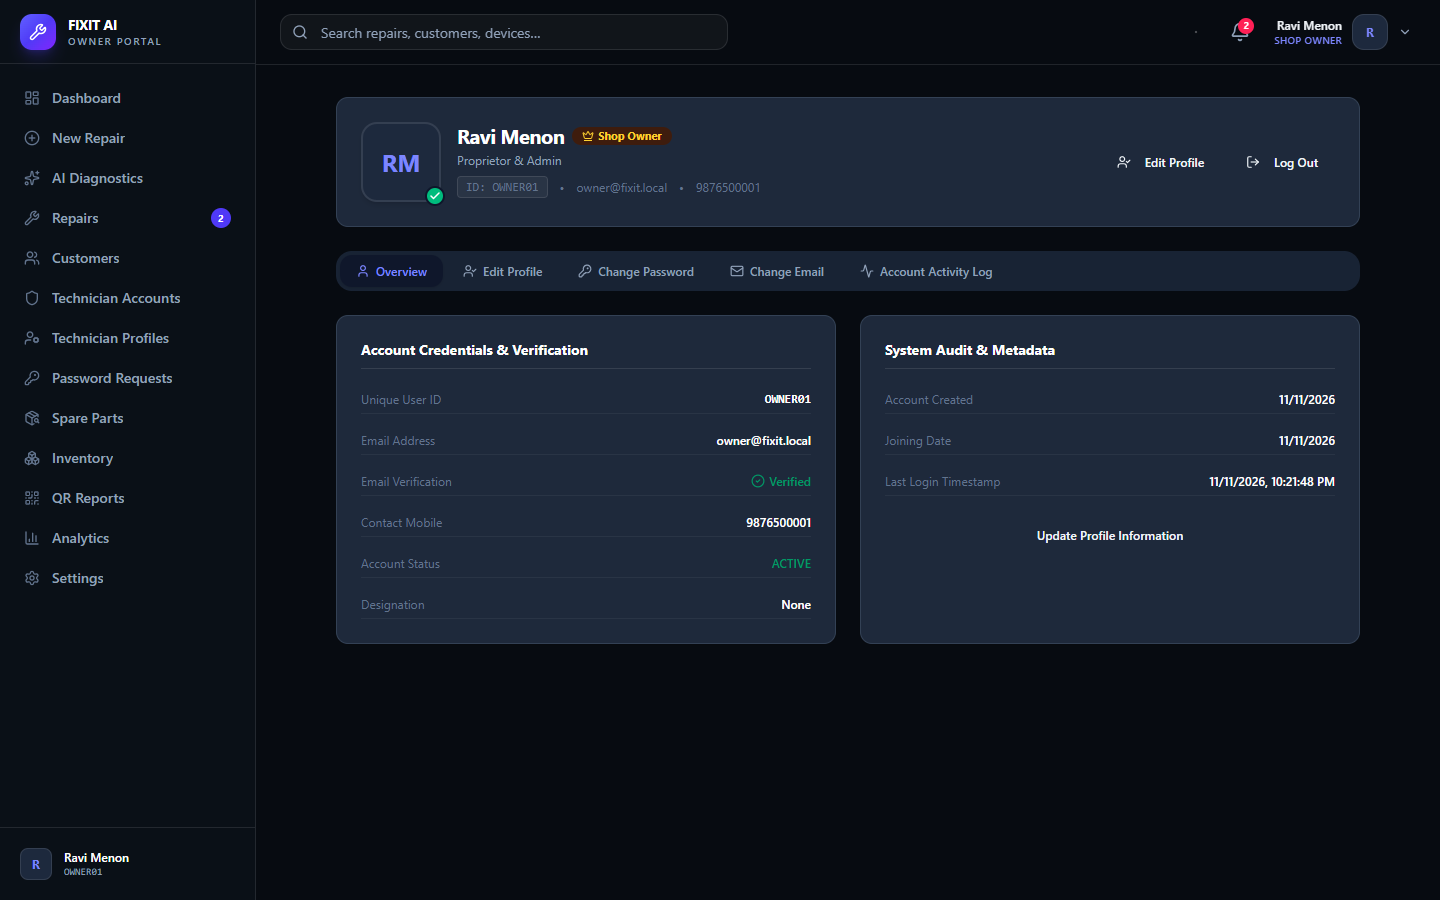 FIXIT AI
OWNER PORTAL
Dashboard
New Repair
AI Diagnostics
Repairs 2
Customers
Technician Accounts
Technician Profiles
Password Requests
Spare Parts
Inventory
QR Reports
Analytics
Settings
R Ravi Menon
OWNER01
Search repairs, customers, devices...
2
Ravi Menon
SHOP OWNER
R
RM
Ravi Menon Shop Owner
Proprietor & Admin
ID: OWNER01 • owner@fixit.local • 9876500001
Edit Profile Log Out
Overview Edit Profile Change Password Change Email Account Activity Log
Account Credentials & Verification
Unique User ID OWNER01
Email Address owner@fixit.local
Email Verification Verified
Contact Mobile 9876500001
Account Status ACTIVE
Designation None
System Audit & Metadata
Account Created 11/11/2026
Joining Date 11/11/2026
Last Login Timestamp 11/11/2026, 10:21:48 PM
Update Profile Information